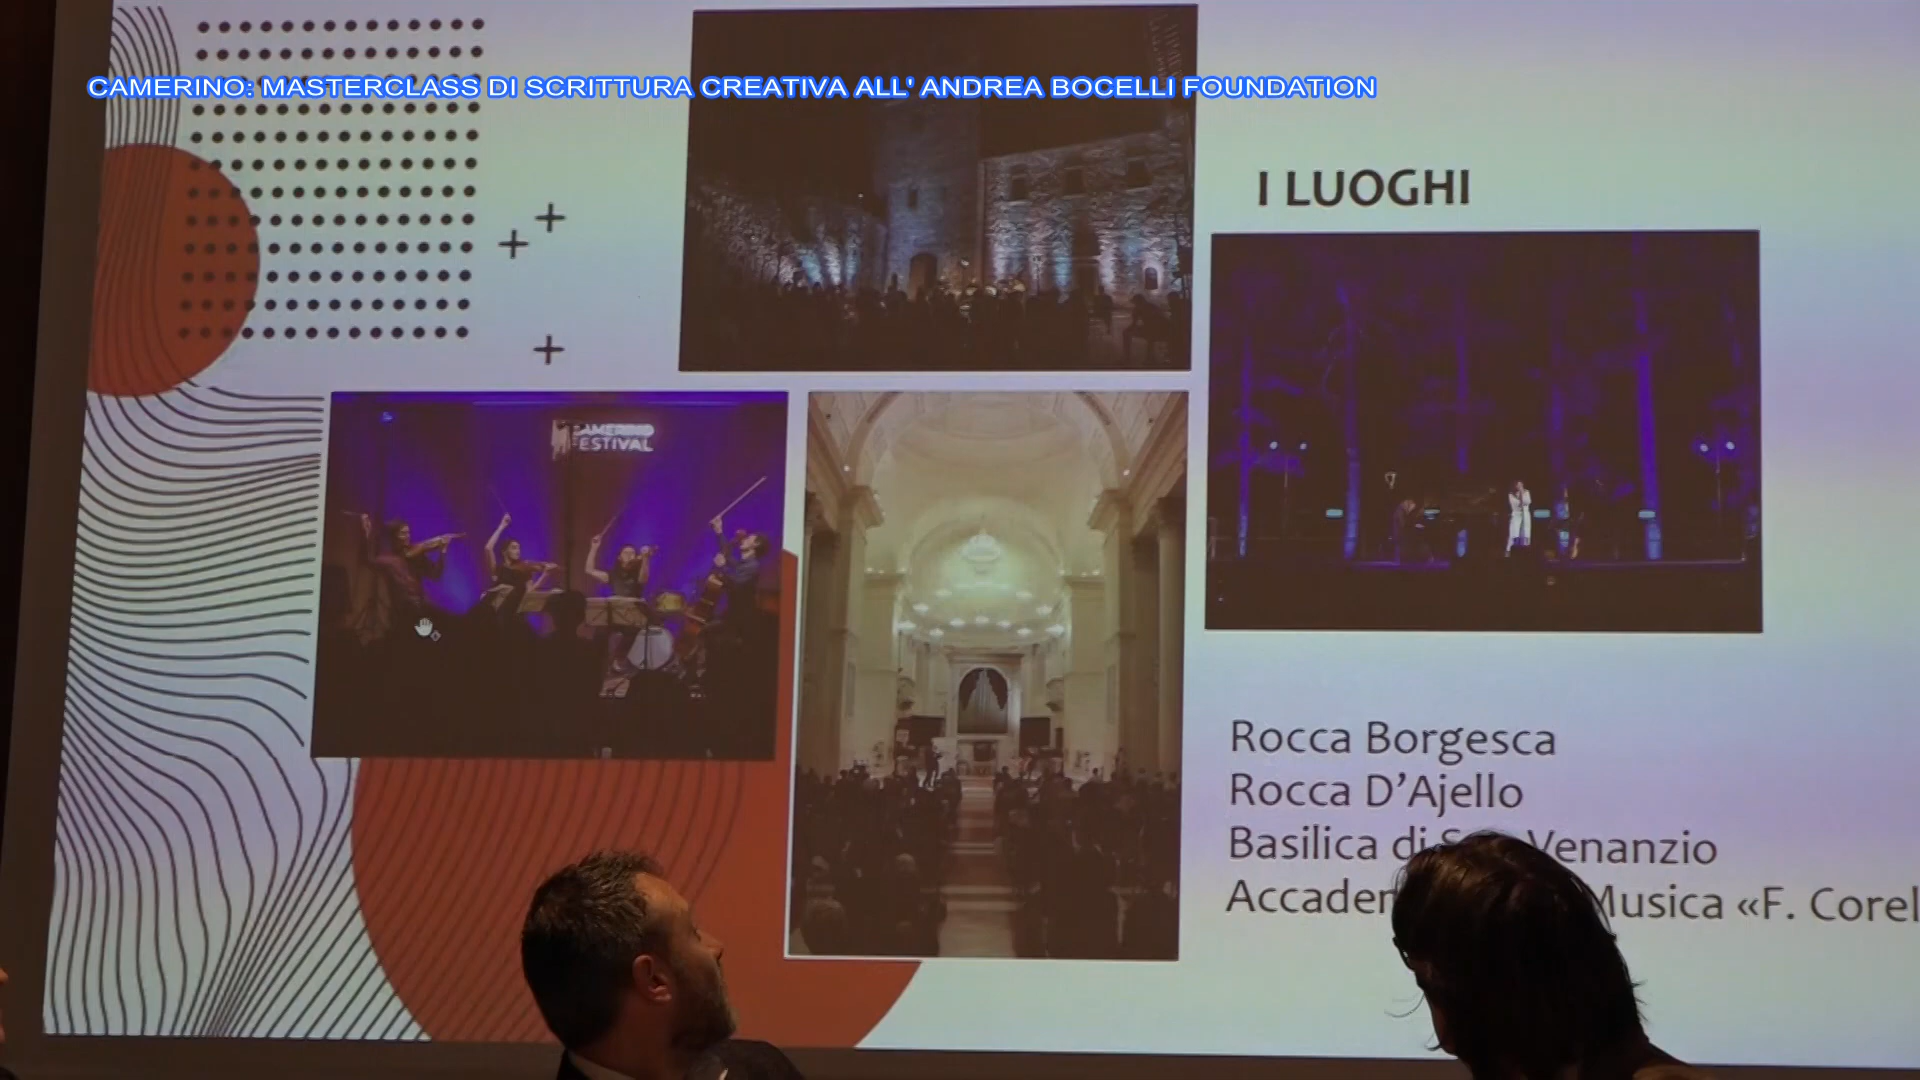 CAMERINO: MASTERCLASS DI SCRITTURA CREATIVA ALL' ANDREA BOCELLI FOUNDATION
I LUOGHI
CAMERINO
FESTIVAL
Rocca Borgesca
Rocca D'Ajello
Basilica di Venanzio
Musica «F.